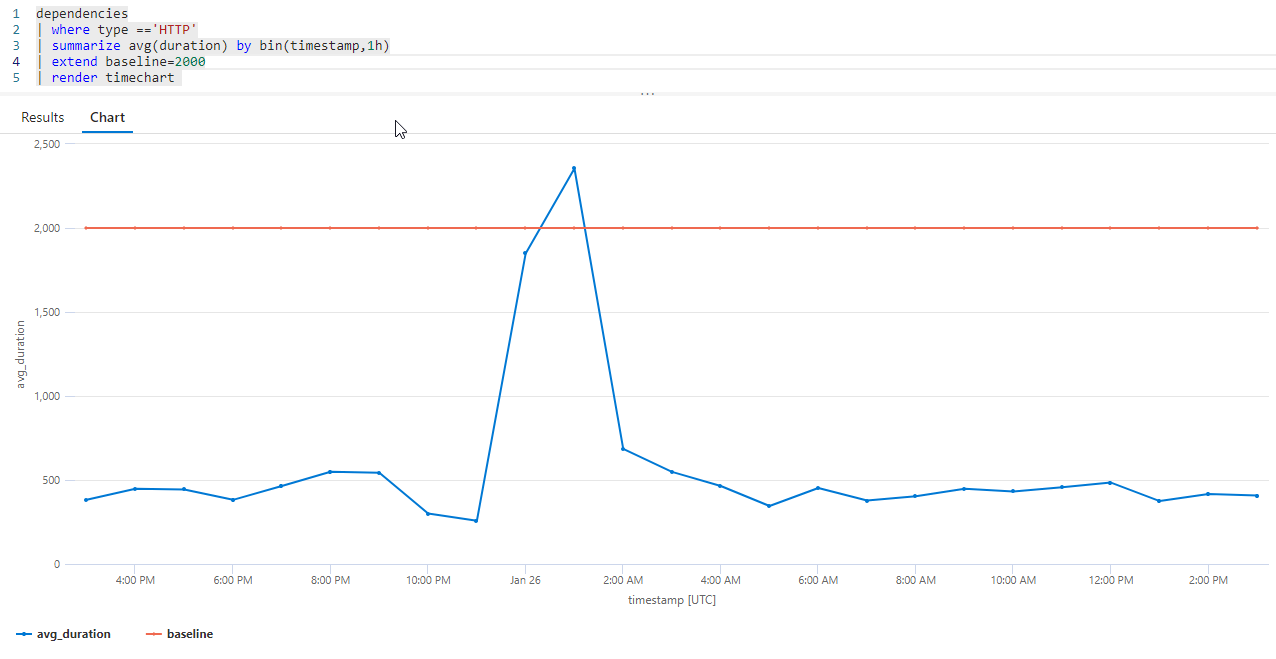 1 dependencies
2 | where type =='HTTP'
3 | summarize avg(duration) by bin(timestamp,1h)
4 | extend baseline=2000
5 | render timechart
...
Results Chart
2,500
2,000
1,500
1,000
500
0
avg_duration
4:00 PM 6:00 PM 8:00 PM 10:00 PM Jan 26 2:00 AM 4:00 AM 6:00 AM 8:00 AM 10:00 AM 12:00 PM 2:00 PM
timestamp [UTC]
avg_duration baseline